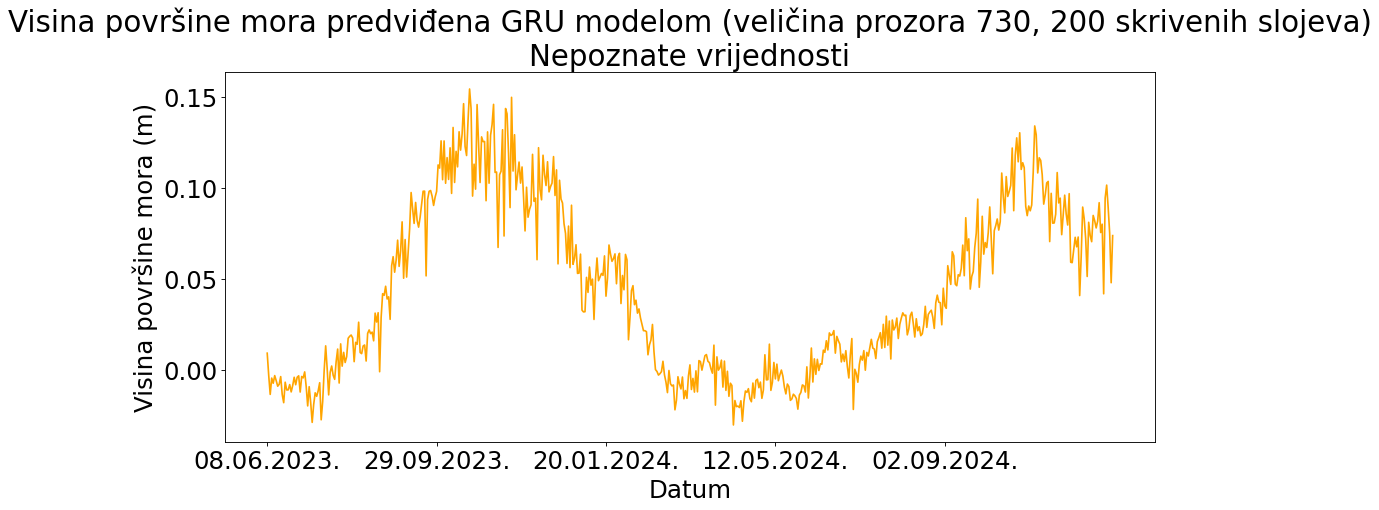 Visina površine mora predviđena GRU modelom (veličina prozora 730, 200 skrivenih slojeva)
Nepoznate vrijednosti
Visina površine mora (m)
0.15
0.10
0.05
0.00
08.06.2023.
29.09.2023.
20.01.2024.
12.05.2024.
02.09.2024.
Datum